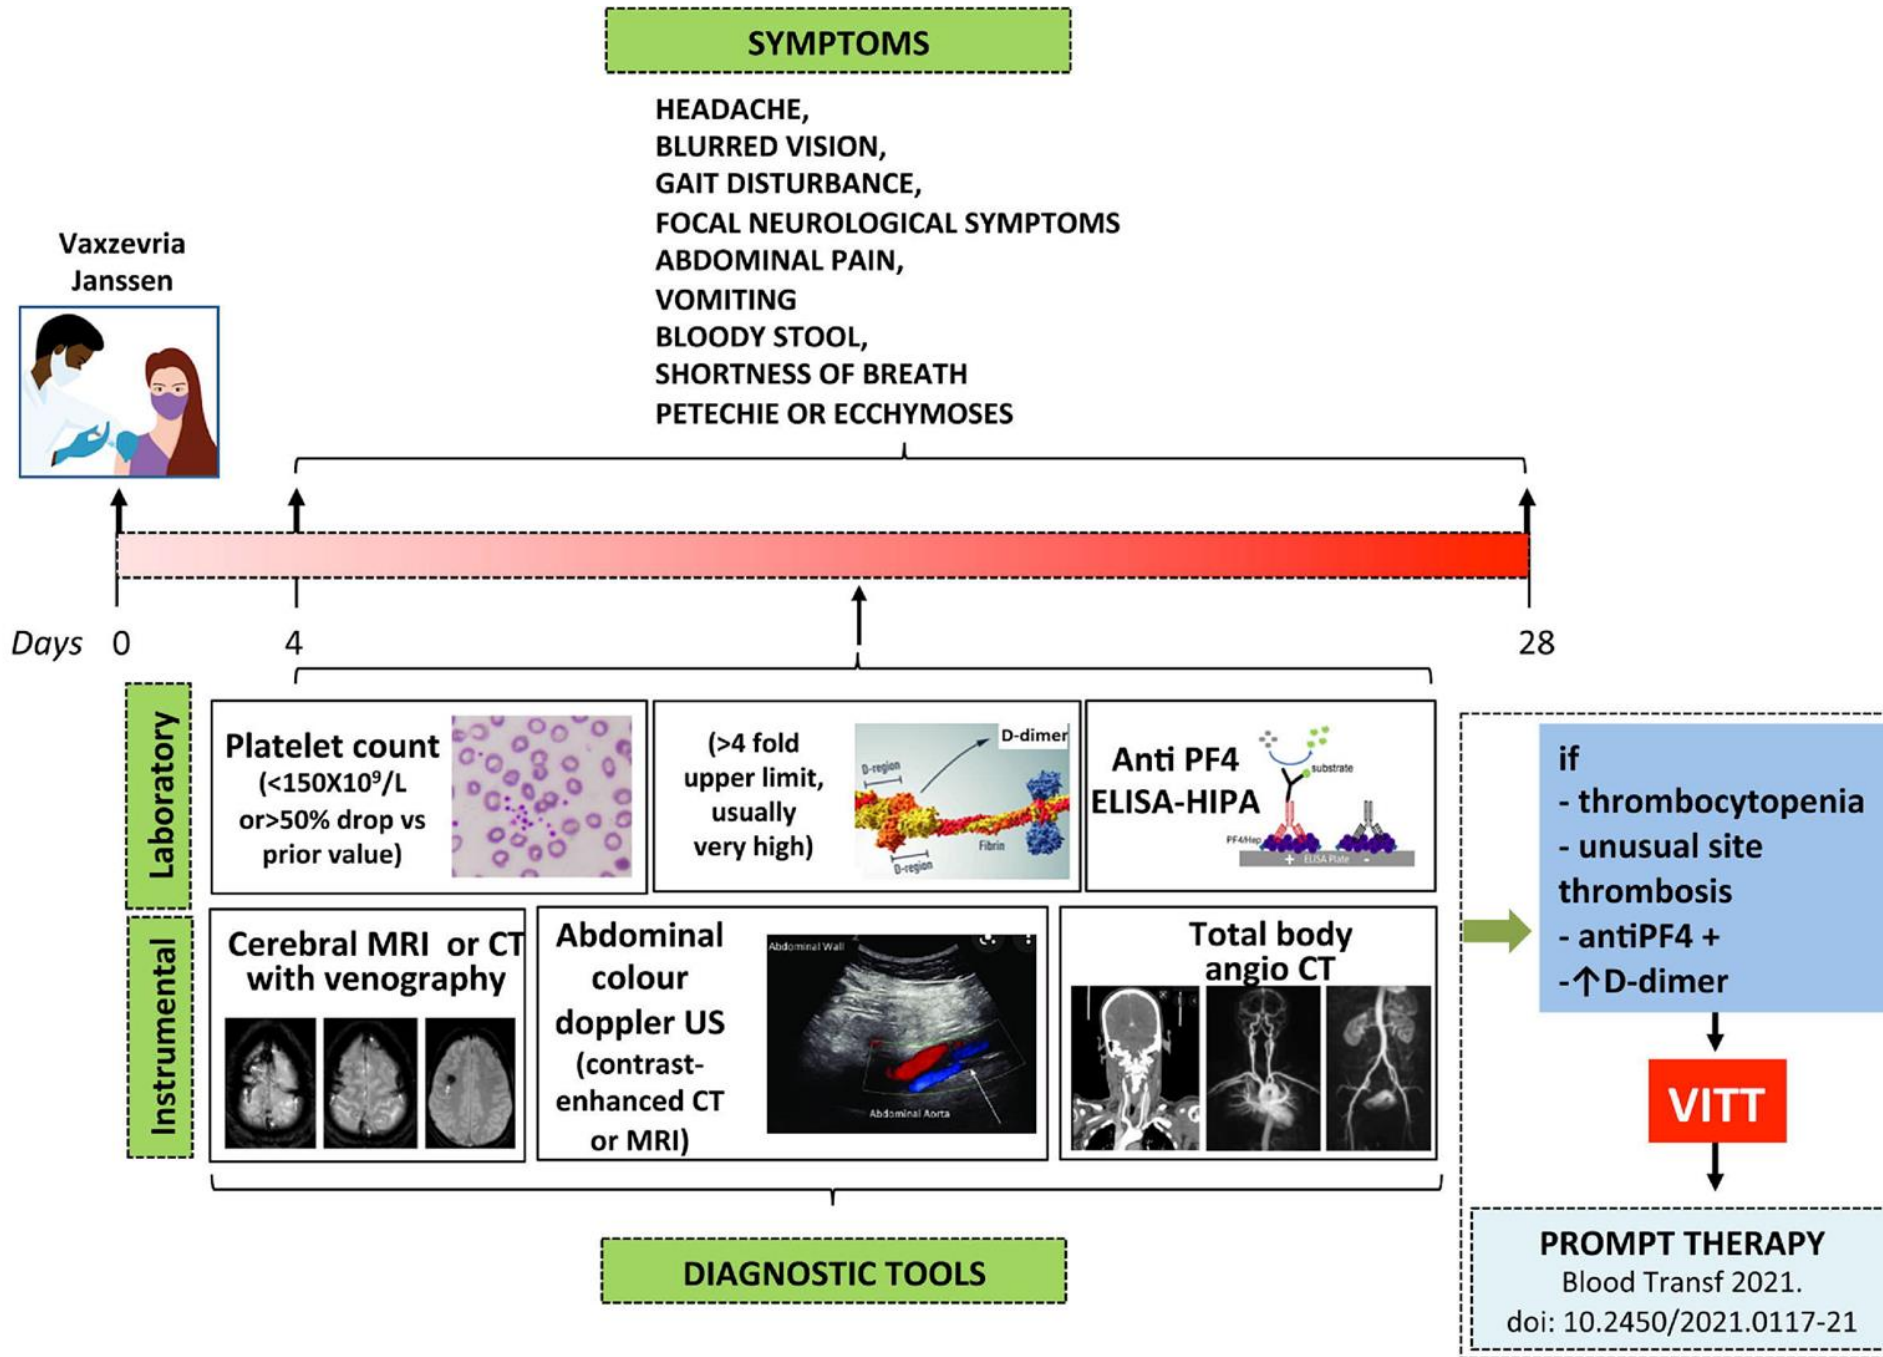 SYMPTOMS
HEADACHE,
BLURRED VISION,
GAIT DISTURBANCE,
FOCAL NEUROLOGICAL SYMPTOMS
ABDOMINAL PAIN,
VOMITING
BLOODY STOOL,
SHORTNESS OF BREATH
PETECHIE OR ECCHYMOSES
Vaxzevria
Janssen
Days 0 4 28
Laboratory
Platelet count
(<150X10⁹/L
or>50% drop vs
prior value)
(>4 fold
upper limit,
usually
very high)
D-dimer
D-region
Fibrin
D-region
Anti PF4
ELISA-HIPA
substrate
PF4/Hep
+ ELISA Plate -
Instrumental
Cerebral MRI or CT
with venography
Abdominal
colour
doppler US
(contrast-
enhanced CT
or MRI)
Abdominal Wall
Abdominal Aorta
Total body
angio CT
DIAGNOSTIC TOOLS
if
- thrombocytopenia
- unusual site
thrombosis
- antiPF4 +
-↑D-dimer
VITT
PROMPT THERAPY
Blood Transf 2021.
doi: 10.2450/2021.0117-21